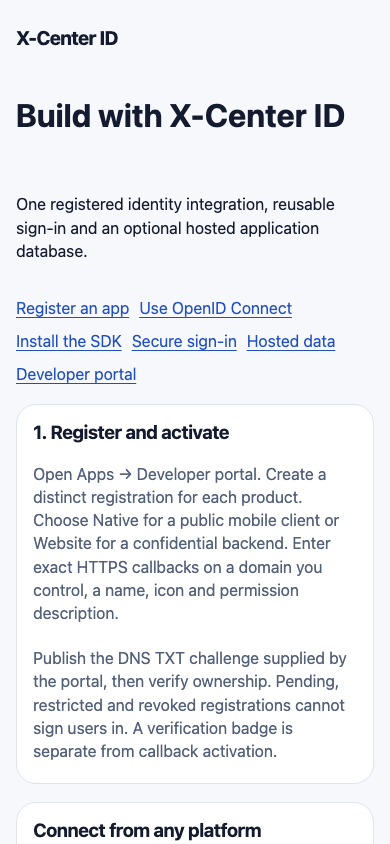 X-Center ID
Build with X-Center ID
One registered identity integration, reusable
sign-in and an optional hosted application
database.
Register an app Use OpenID Connect
Install the SDK Secure sign-in Hosted data
Developer portal
1. Register and activate
Open Apps → Developer portal. Create a
distinct registration for each product.
Choose Native for a public mobile client or
Website for a confidential backend. Enter
exact HTTPS callbacks on a domain you
control, a name, icon and permission
description.
Publish the DNS TXT challenge supplied by
the portal, then verify ownership. Pending,
restricted and revoked registrations cannot
sign users in. A verification badge is
separate from callback activation.
Connect from any platform